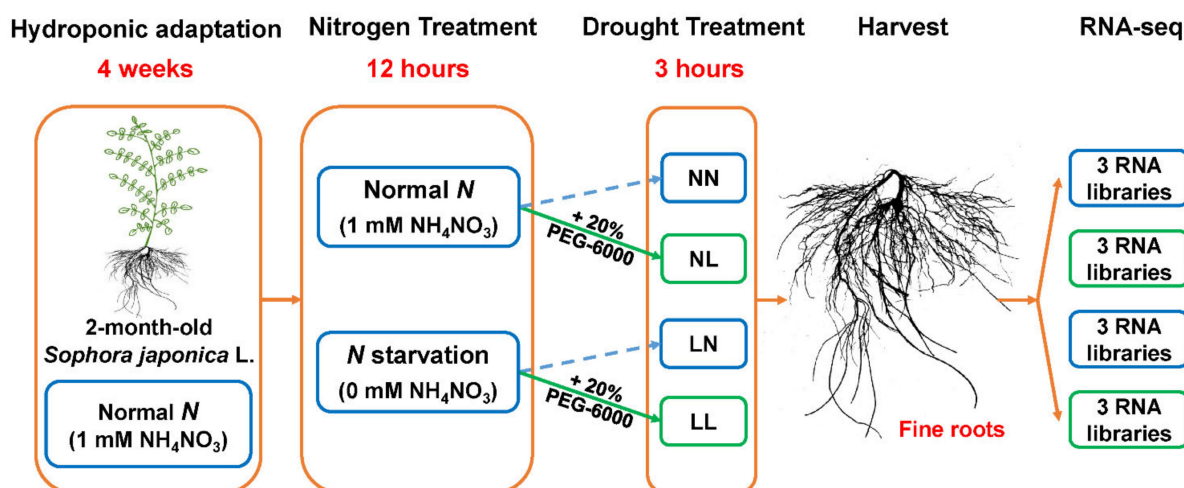 Hydroponic adaptation
4 weeks
2-month-old
Sophora japonica L.
Normal N
(1 mM NH₄NO₃)
Nitrogen Treatment
12 hours
Normal N
(1 mM NH₄NO₃)
N starvation
(0 mM NH₄NO₃)
+ 20%
PEG-6000
+ 20%
PEG-6000
Drought Treatment
3 hours
NN
NL
LN
LL
Harvest
Fine roots
RNA-seq
3 RNA
libraries
3 RNA
libraries
3 RNA
libraries
3 RNA
libraries